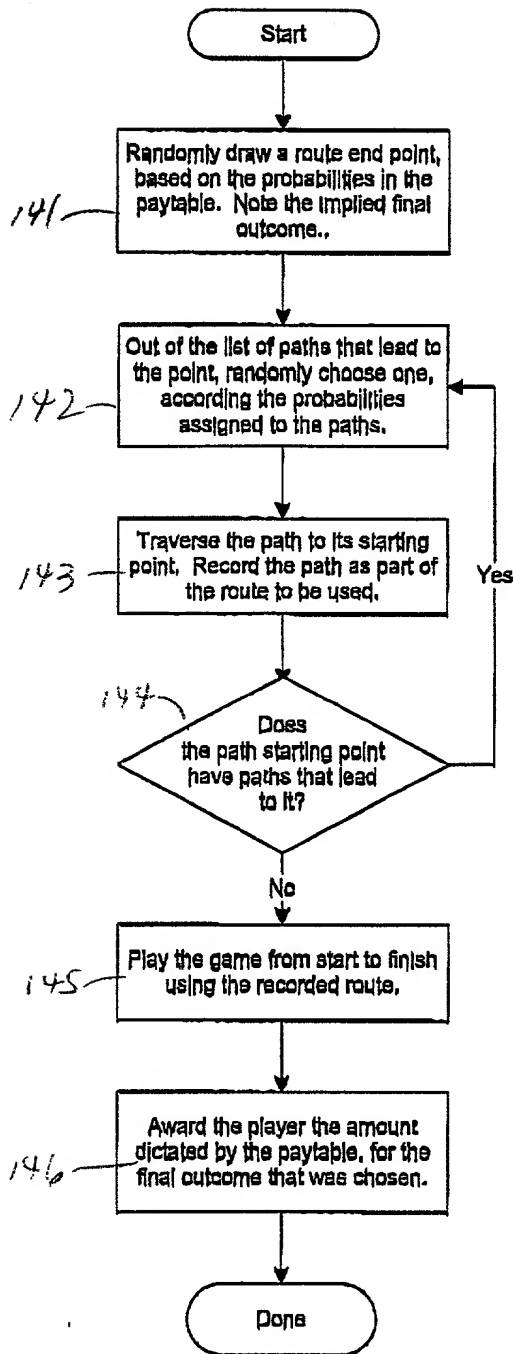 Start
Randomly draw a route end point,
based on the probabilities in the
paytable. Note the implied final
outcome..
141
Out of the list of paths that lead to
the point, randomly choose one,
according the probabilities
assigned to the paths.
142
Traverse the path to its starting
point. Record the path as part of
the route to be used.
143
Yes
144
Does
the path starting point
have paths that lead
to it?
No
Play the game from start to finish
using the recorded route.
145
Award the player the amount
dictated by the paytable, for the
final outcome that was chosen.
146
Done